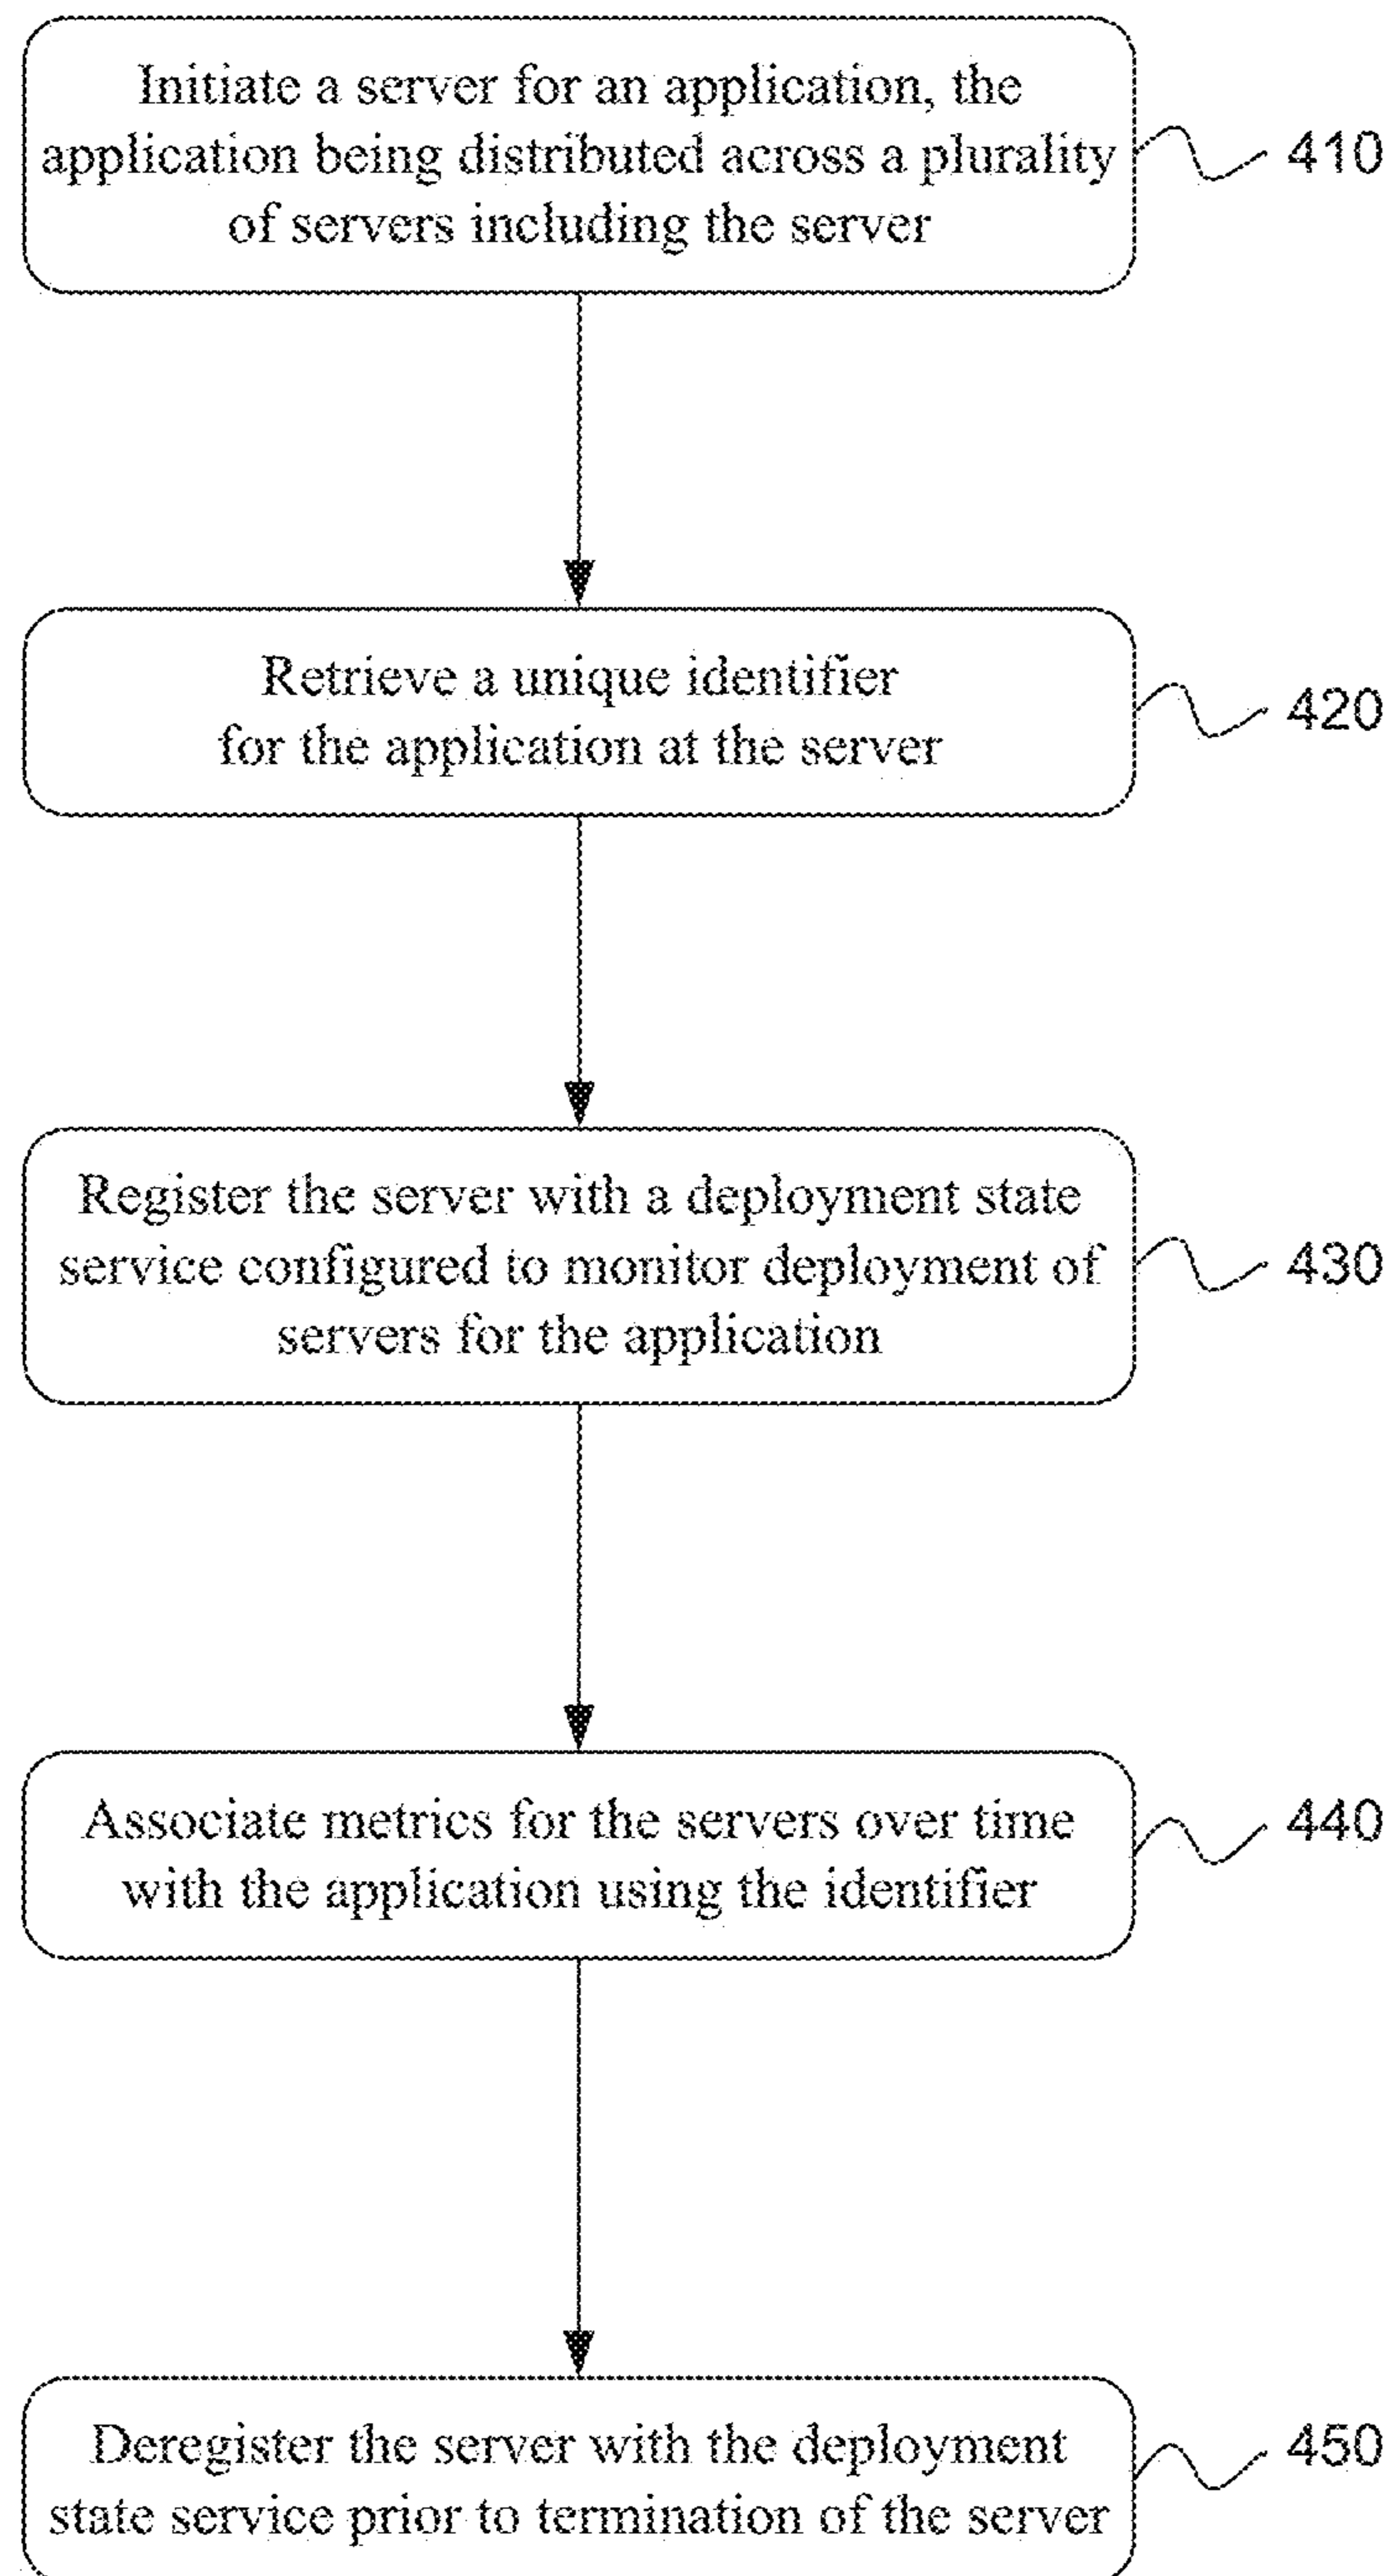 Initiate a server for an application, the
application being distributed across a plurality
of servers including the server
410
Retrieve a unique identifier
for the application at the server
420
Register the server with a deployment state
service configured to monitor deployment of
servers for the application
430
Associate metrics for the servers over time
with the application using the identifier
440
Deregister the server with the deployment
state service prior to termination of the server
450